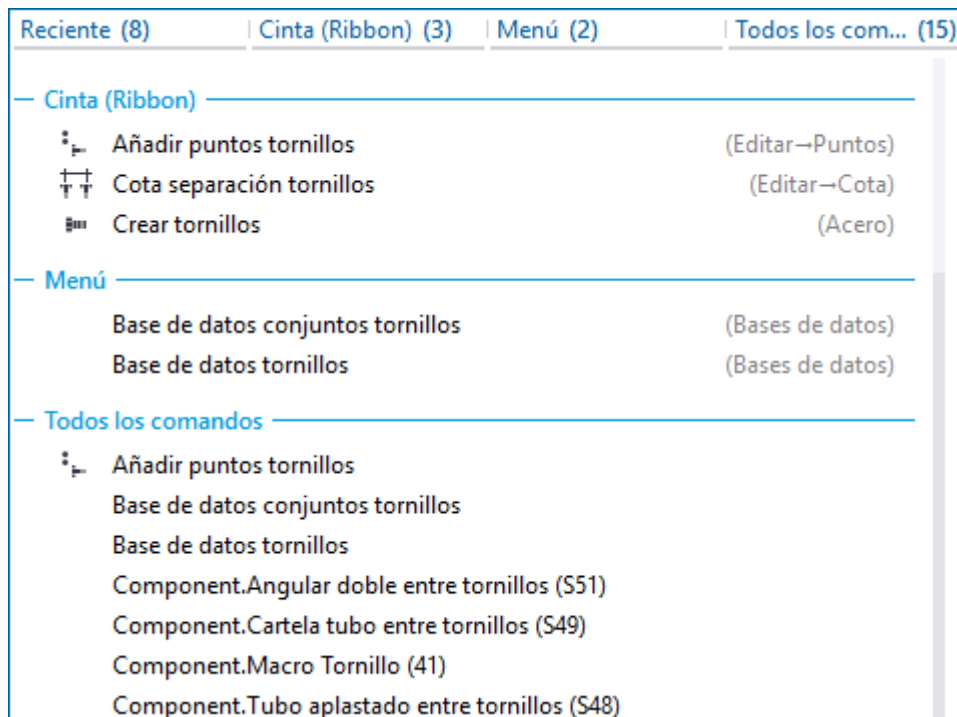 Reciente (8) Cinta (Ribbon) (3) Menú (2) Todos los com... (15)
Cinta (Ribbon)
Añadir puntos tornillos (Editar→Puntos)
Cota separación tornillos (Editar→Cota)
Crear tornillos (Acero)
Menú
Base de datos conjuntos tornillos (Bases de datos)
Base de datos tornillos (Bases de datos)
Todos los comandos
Añadir puntos tornillos
Base de datos conjuntos tornillos
Base de datos tornillos
Component.Angular doble entre tornillos (S51)
Component.Cartela tubo entre tornillos (S49)
Component.Macro Tornillo (41)
Component.Tubo aplastado entre tornillos (S48)